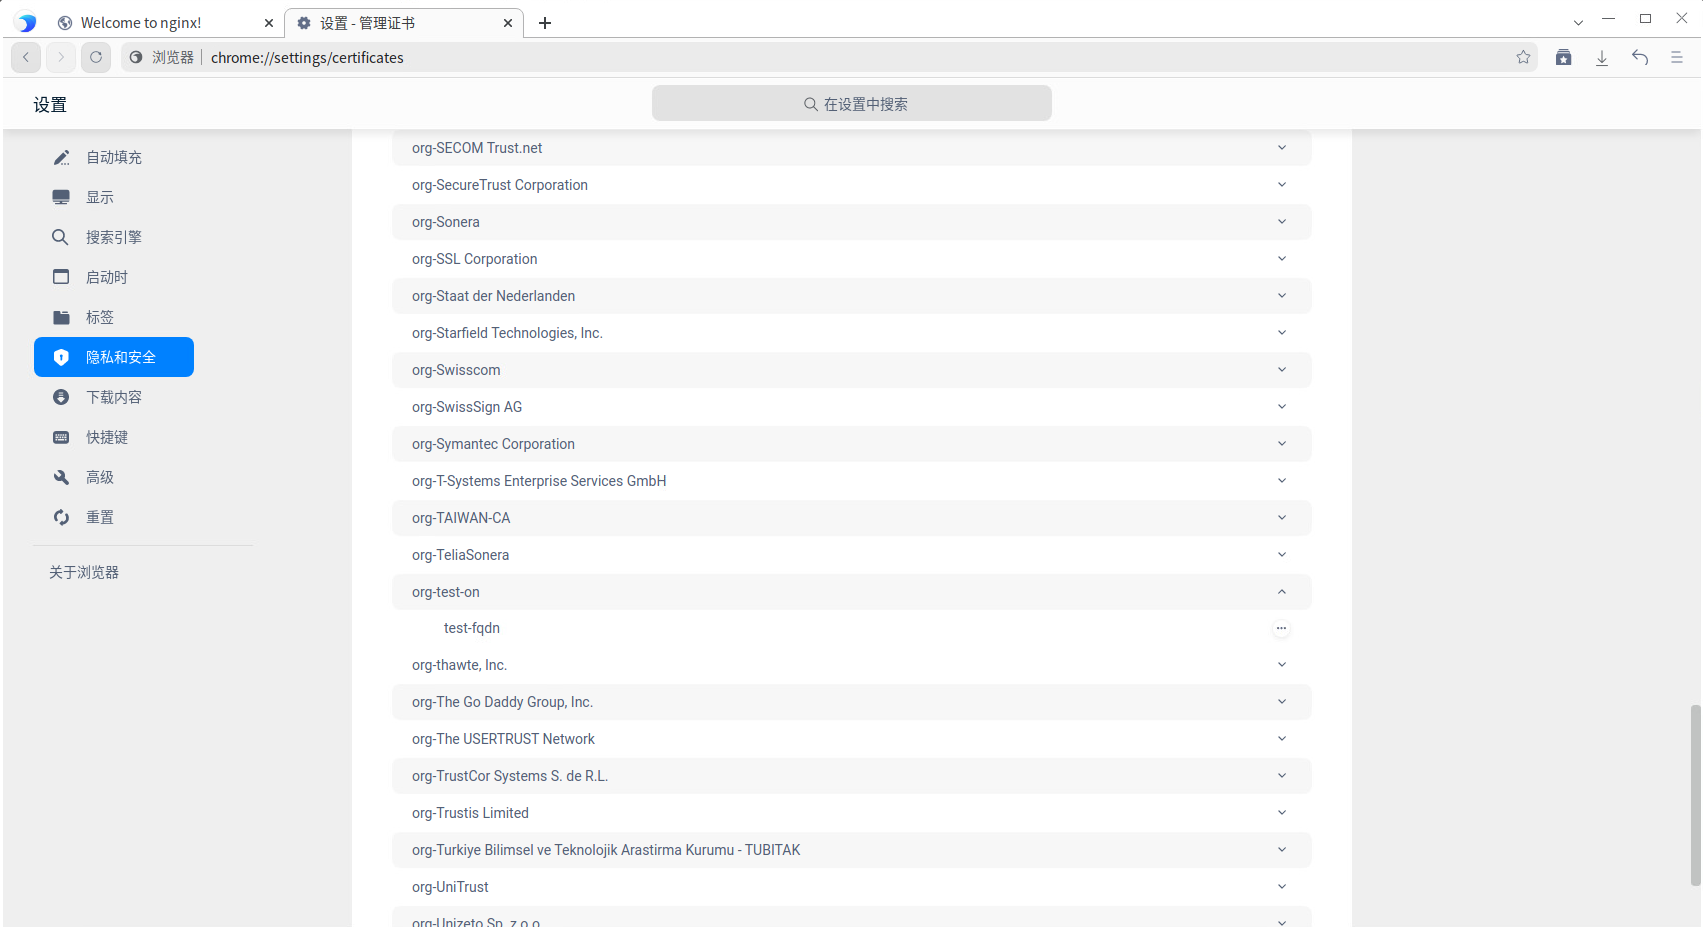 Welcome to nginx!
设置 - 管理证书
浏览器 chrome://settings/certificates
设置
在设置中搜索
自动填充
显示
搜索引擎
启动时
标签
隐私和安全
下载内容
快捷键
高级
重置
关于浏览器
org-SECOM Trust.net
org-SecureTrust Corporation
org-Sonera
org-SSL Corporation
org-Staat der Nederlanden
org-Starfield Technologies, Inc.
org-Swisscom
org-SwissSign AG
org-Symantec Corporation
org-T-Systems Enterprise Services GmbH
org-TAIWAN-CA
org-TeliaSonera
org-test-on
test-fqdn
org-thawte, Inc.
org-The Go Daddy Group, Inc.
org-The USERTRUST Network
org-TrustCor Systems S. de R.L.
org-Trustis Limited
org-Turkiye Bilimsel ve Teknolojik Arastirma Kurumu - TUBITAK
org-UniTrust
org-Unizeto Sp. z o.o.